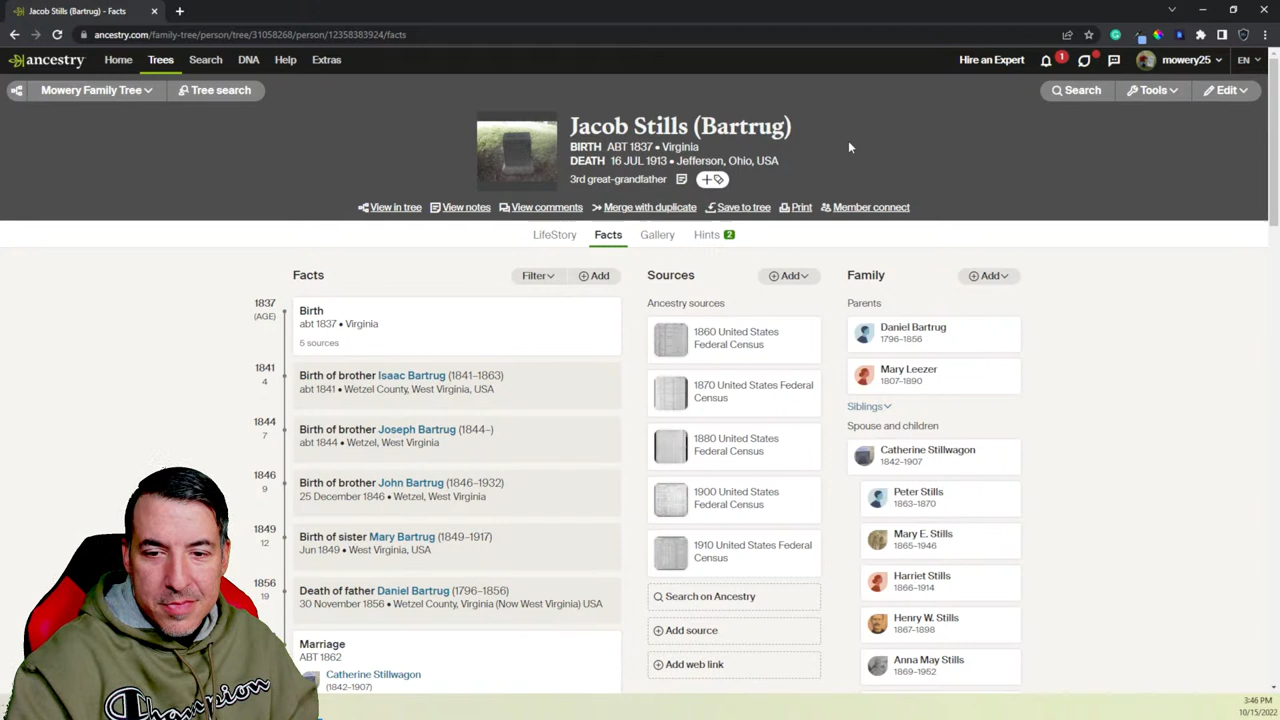 Jacob Stills (Bartrug) - Facts
ancestry.com/family-tree/person/tree/31058268/person/12358383924/facts
ancestry Home Trees Search DNA Help Extras Hire an Expert 1 mowery25 EN
Mowery Family Tree Tree search Search Tools Edit
Jacob Stills (Bartrug)
BIRTH ABT 1837 • Virginia
DEATH 16 JUL 1913 • Jefferson, Ohio, USA
3rd great-grandfather
View in tree View notes View comments Merge with duplicate Save to tree Print Member connect
LifeStory Facts Gallery Hints 2
Facts Filter Add
1837
(AGE)
Birth
abt 1837 • Virginia
5 sources
1841
4
Birth of brother Isaac Bartrug (1841–1863)
abt 1841 • Wetzel County, West Virginia, USA
1844
7
Birth of brother Joseph Bartrug (1844–)
abt 1844 • Wetzel, West Virginia
1846
9
Birth of brother John Bartrug (1846–1932)
25 December 1846 • Wetzel, West Virginia
1849
12
Birth of sister Mary Bartrug (1849–1917)
Jun 1849 • West Virginia, USA
1856
19
Death of father Daniel Bartrug (1796–1856)
30 November 1856 • Wetzel County, Virginia (Now West Virginia) USA
Marriage
ABT 1862
Catherine Stillwagon
(1842–1907)
Sources Add
Ancestry sources
1860 United States
Federal Census
1870 United States Federal
Census
1880 United States
Federal Census
1900 United States
Federal Census
1910 United States Federal
Census
Search on Ancestry
Add source
Add web link
Family Add
Parents
Daniel Bartrug
1796–1856
Mary Leezer
1807–1890
Siblings
Spouse and children
Catherine Stillwagon
1842–1907
Peter Stills
1863–1870
Mary E. Stills
1865–1946
Harriet Stills
1866–1914
Henry W. Stills
1867–1898
Anna May Stills
1869–1952
Champion
3:46 PM
10/15/2022